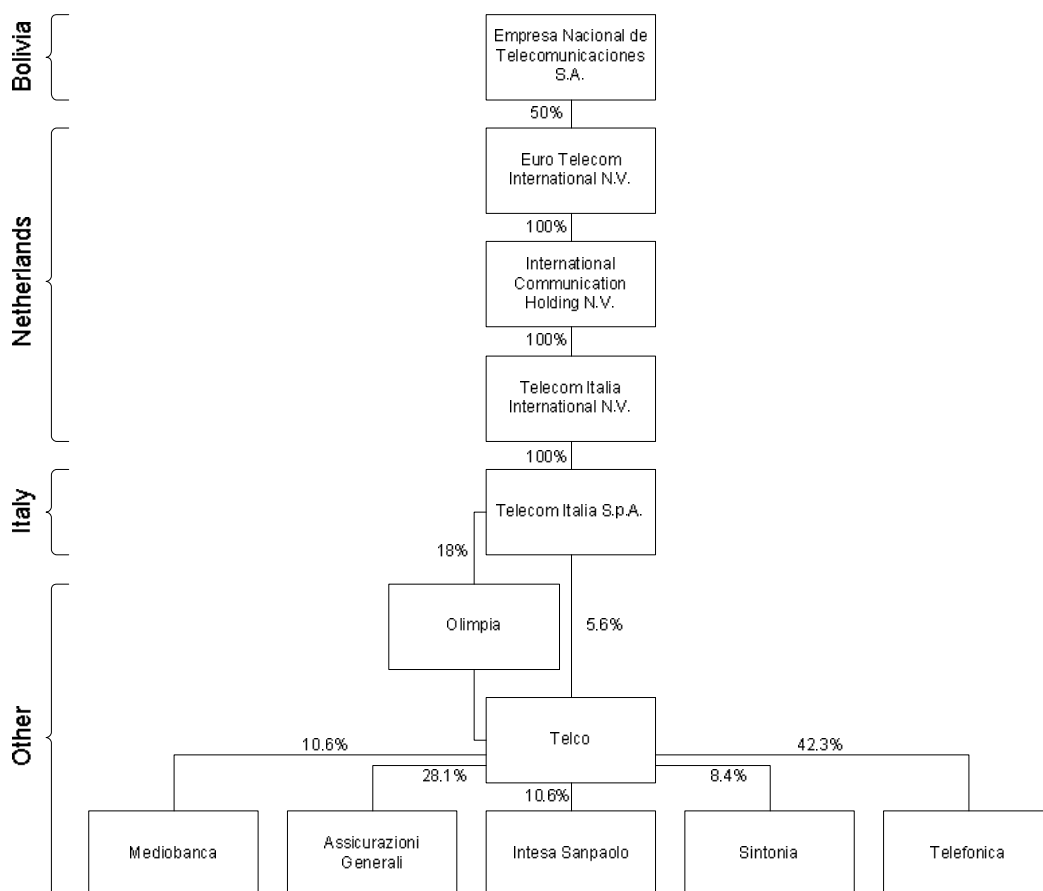 Bolivia
Empresa Nacional de
Telecomunicaciones
S.A.
50%
Netherlands
Euro Telecom
International N.V.
100%
International
Communication
Holding N.V.
100%
Telecom Italia
International N.V.
100%
Italy
Telecom Italia S.p.A.
18%
Other
Olimpia
5.6%
Telco
10.6%
42.3%
28.1%
8.4%
10.6%
Mediobanca
Assicurazioni
Generali
Intesa Sanpaolo
Sintonia
Telefonica